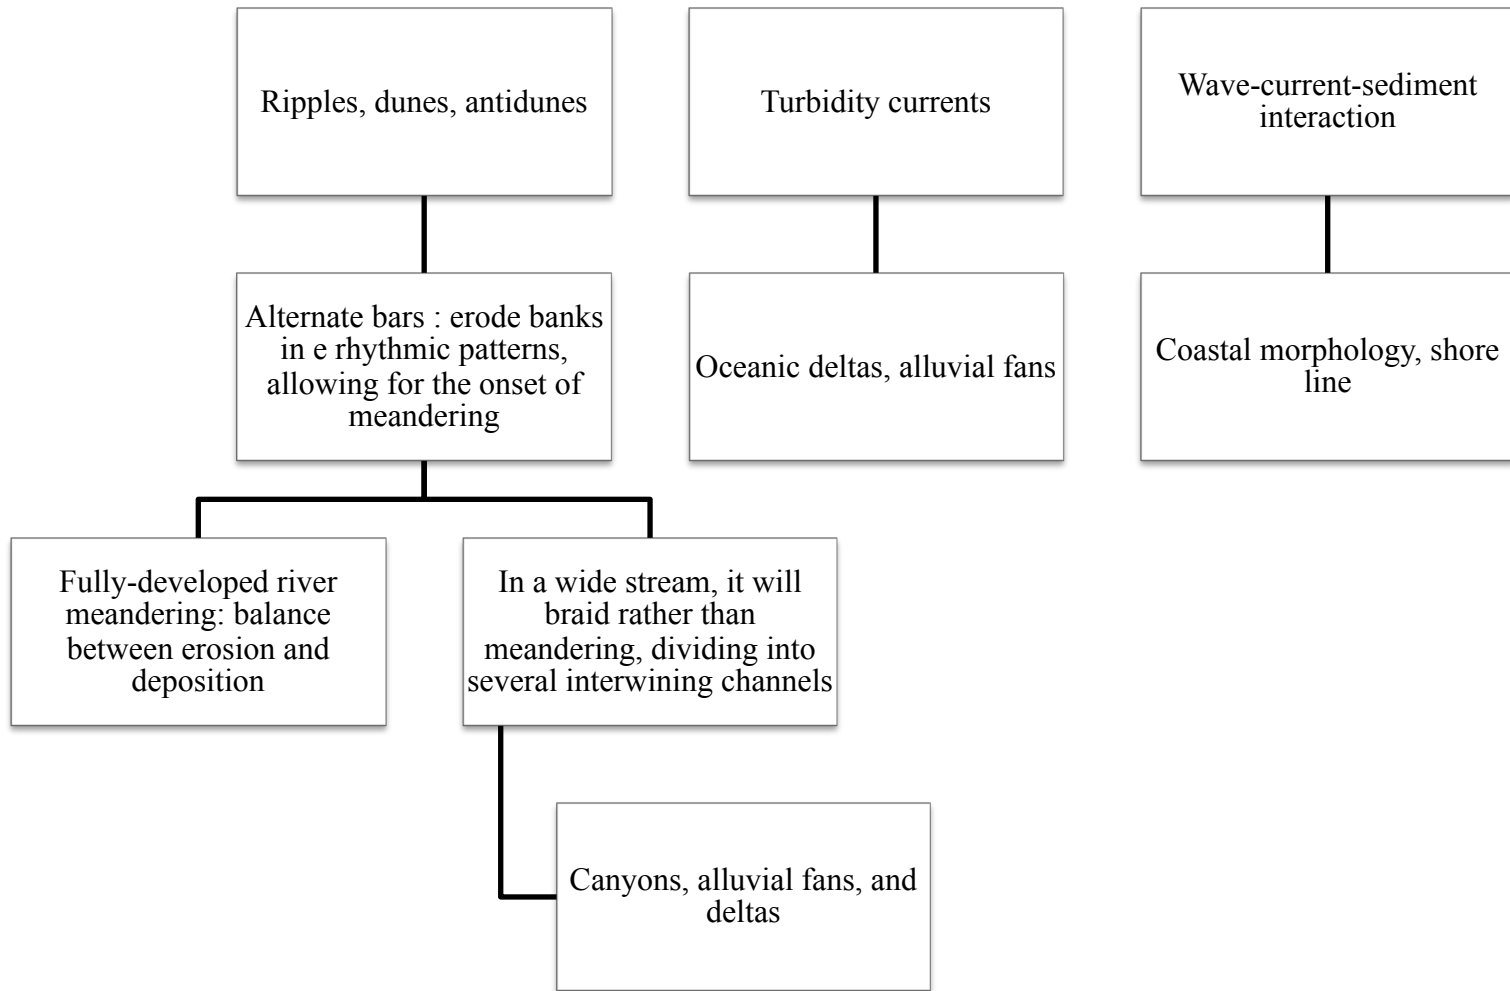 Ripples, dunes, antidunes
Turbidity currents
Wave-current-sediment
interaction
Alternate bars : erode banks
in e rhythmic patterns,
allowing for the onset of
meandering
Oceanic deltas, alluvial fans
Coastal morphology, shore
line
Fully-developed river
meandering: balance
between erosion and
deposition
In a wide stream, it will
braid rather than
meandering, dividing into
several interwining channels
Canyons, alluvial fans, and
deltas